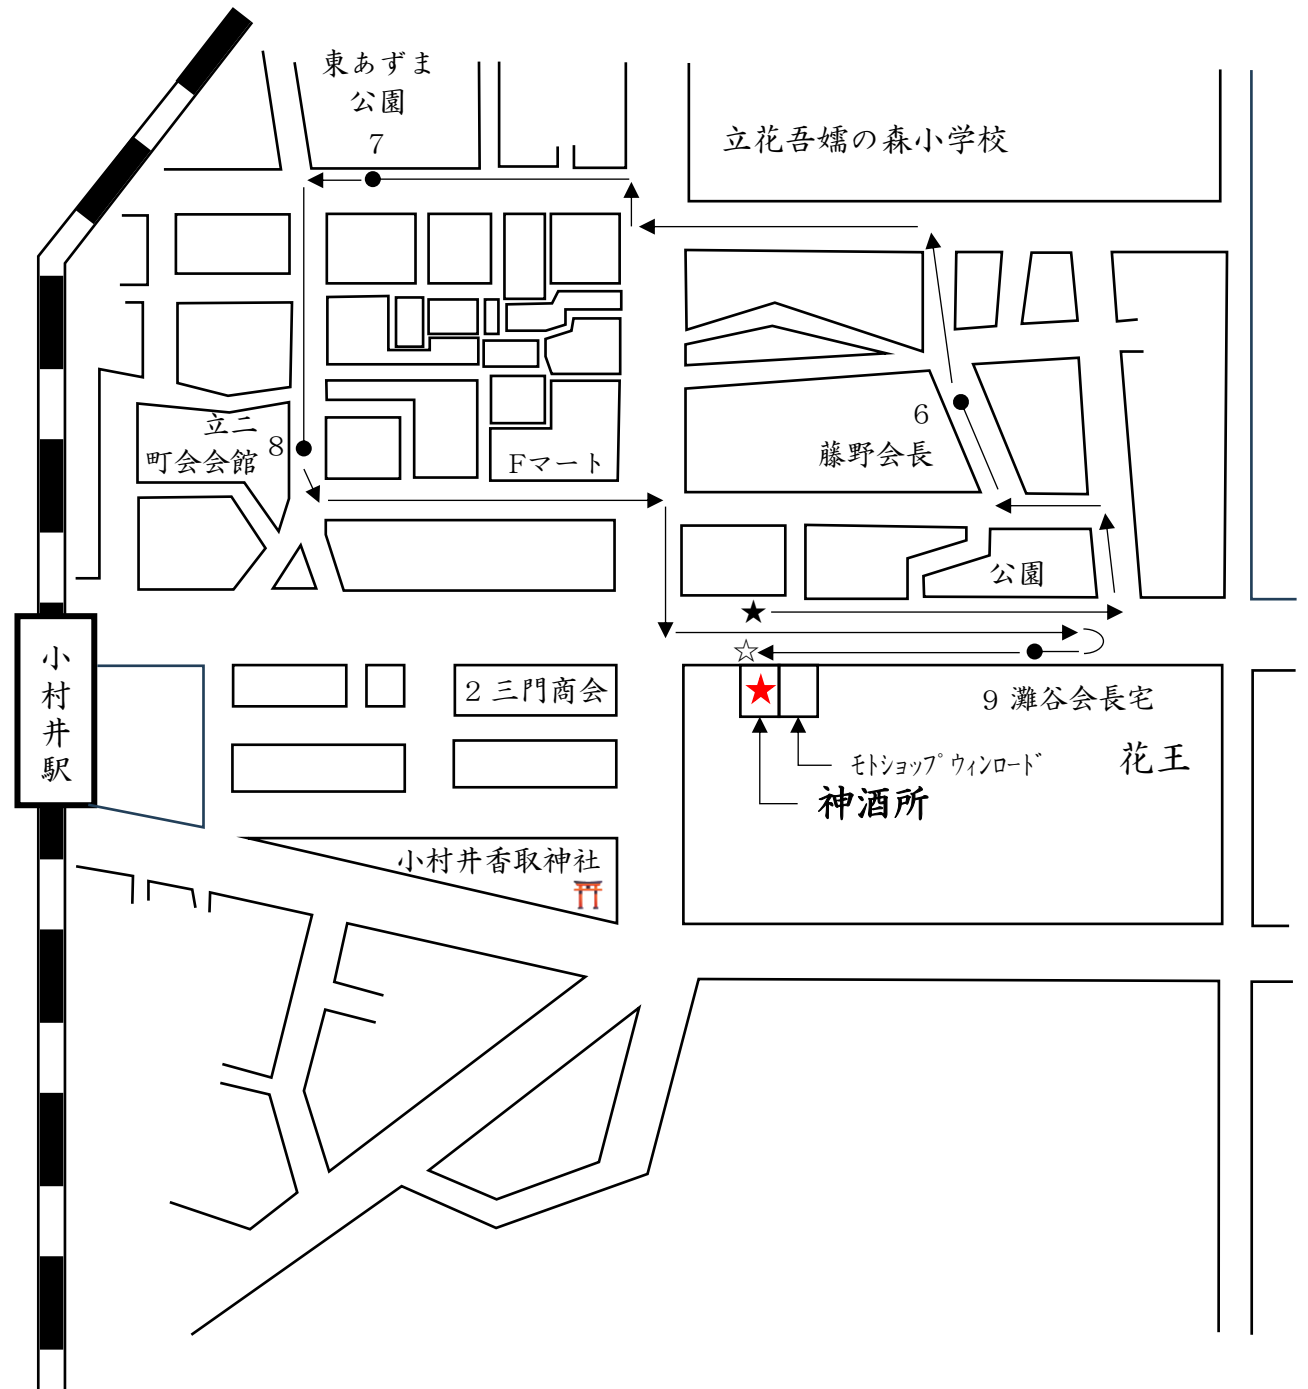 東あずま
公園
7
立花吾嬬の森小学校
立二
町会会館
8
Fマート
6
藤野会長
公園
小村井駅
2 三門商会
9 灘谷会長宅
花王
モトショップウィンロード
神酒所
小村井香取神社